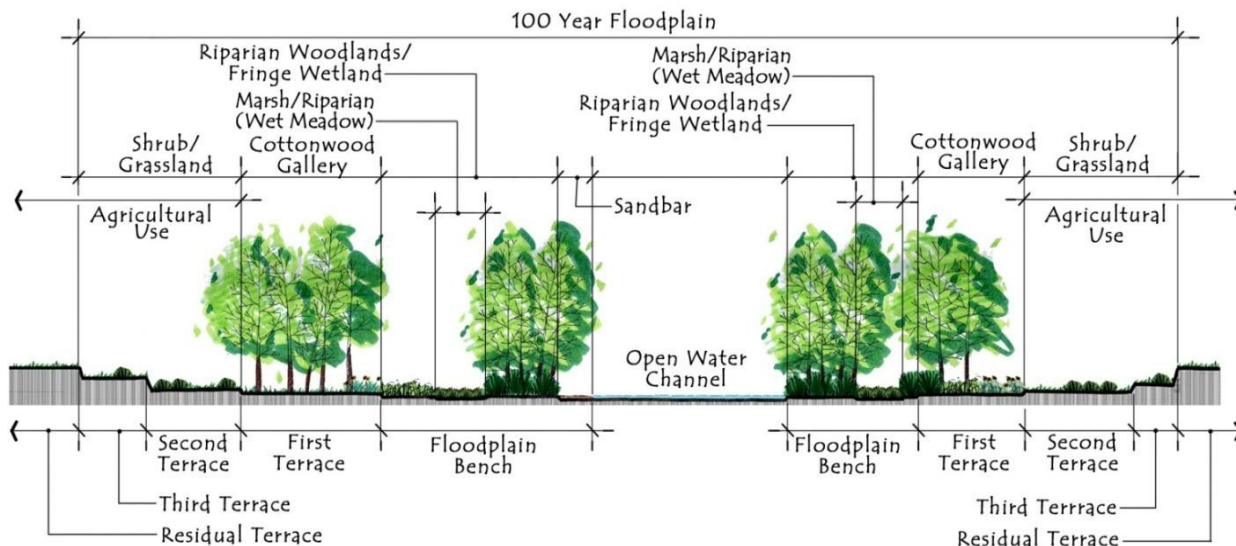 100 Year Floodplain
Riparian Woodlands/
Fringe Wetland
Marsh/Riparian
(Wet Meadow)
Marsh/Riparian
(Wet Meadow)
Riparian Woodlands/
Fringe Wetland
Shrub/
Grassland
Cottonwood
Gallery
Cottonwood
Gallery
Shrub/
Grassland
Agricultural
Use
Sandbar
Agricultural
Use
Open Water
Channel
Second
Terrace
First
Terrace
Floodplain
Bench
Floodplain
Bench
First
Terrace
Second
Terrace
Third Terrace
Third Terrrace
Residual Terrace
Residual Terrace